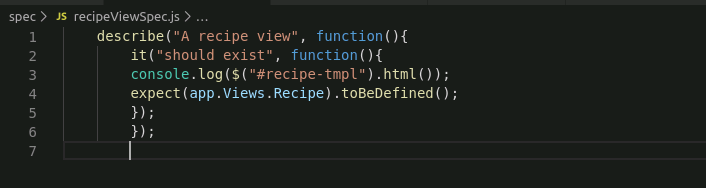 spec > JS recipeViewSpec.js > ...
1 describe("A recipe view", function(){
2 it("should exist", function(){
3 console.log($("#recipe-tmpl").html());
4 expect(app.Views.Recipe).toBeDefined();
5 });
6 });
7